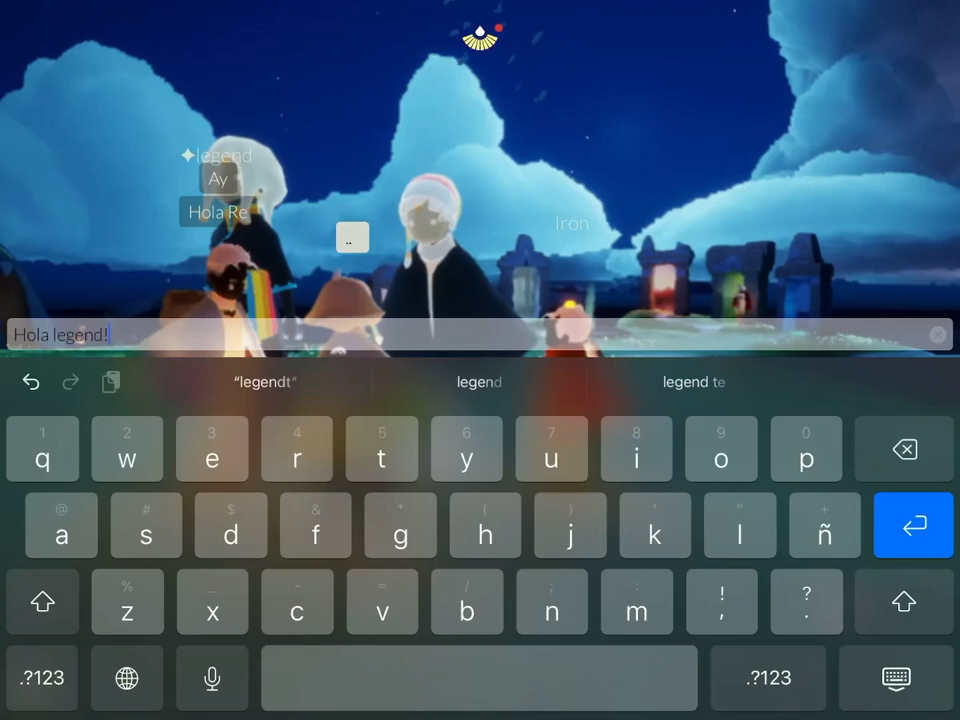 ✦legend
Ay
Hola Re
..
Iron
Hola legend!
“legendt” legend legend te
1 2 3 4 5 6 7 8 9 0
q w e r t y u i o p
@ # $ & * ( ) ' " +
a s d f g h j k l ñ
% _ - = / ; : ! ?
z x c v b n m , .
.?123 .?123